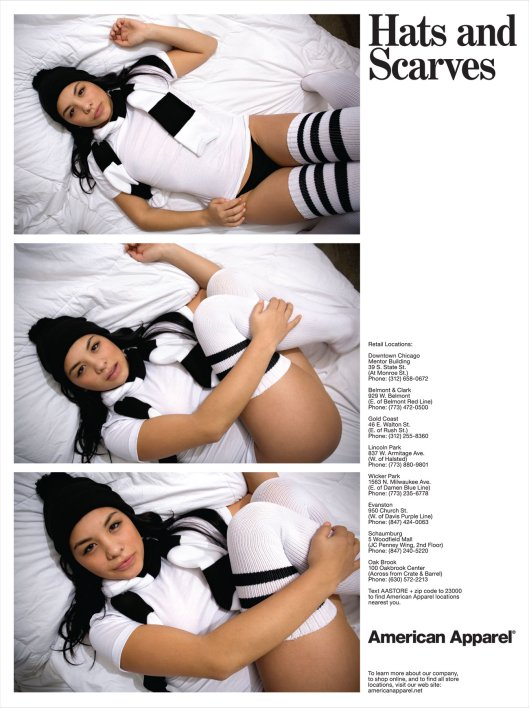 Hats and
Scarves
Retail Locations:
Downtown Chicago
Mentor Building
39 S. State St.
(At Monroe St.)
Phone: (312) 658-0672
Belmont & Clark
929 W. Belmont
(E. of Belmont Red Line)
Phone: (773) 472-0500
Gold Coast
46 E. Walton St.
(E. of Rush St.)
Phone: (312) 255-8360
Lincoln Park
837 W. Armitage Ave.
(W. of Halsted)
Phone: (773) 880-9801
Wicker Park
1563 N. Milwaukee Ave.
(E. of Damen Blue Line)
Phone: (773) 235-6778
Evanston
950 Church St.
(W. of Davis Purple Line)
Phone: (847) 424-0063
Schaumburg
5 Woodfield Mall
(JC Penney Wing, 2nd Floor)
Phone: (847) 240-5220
Oak Brook
100 Oakbrook Center
(Across from Crate & Barrel)
Phone: (630) 572-2213
Text AASTORE + zip code to 23000
to find American Apparel locations
nearest you.
American Apparel®
To learn more about our company,
to shop online, and to find all store
locations, visit our web site:
americanapparel.net